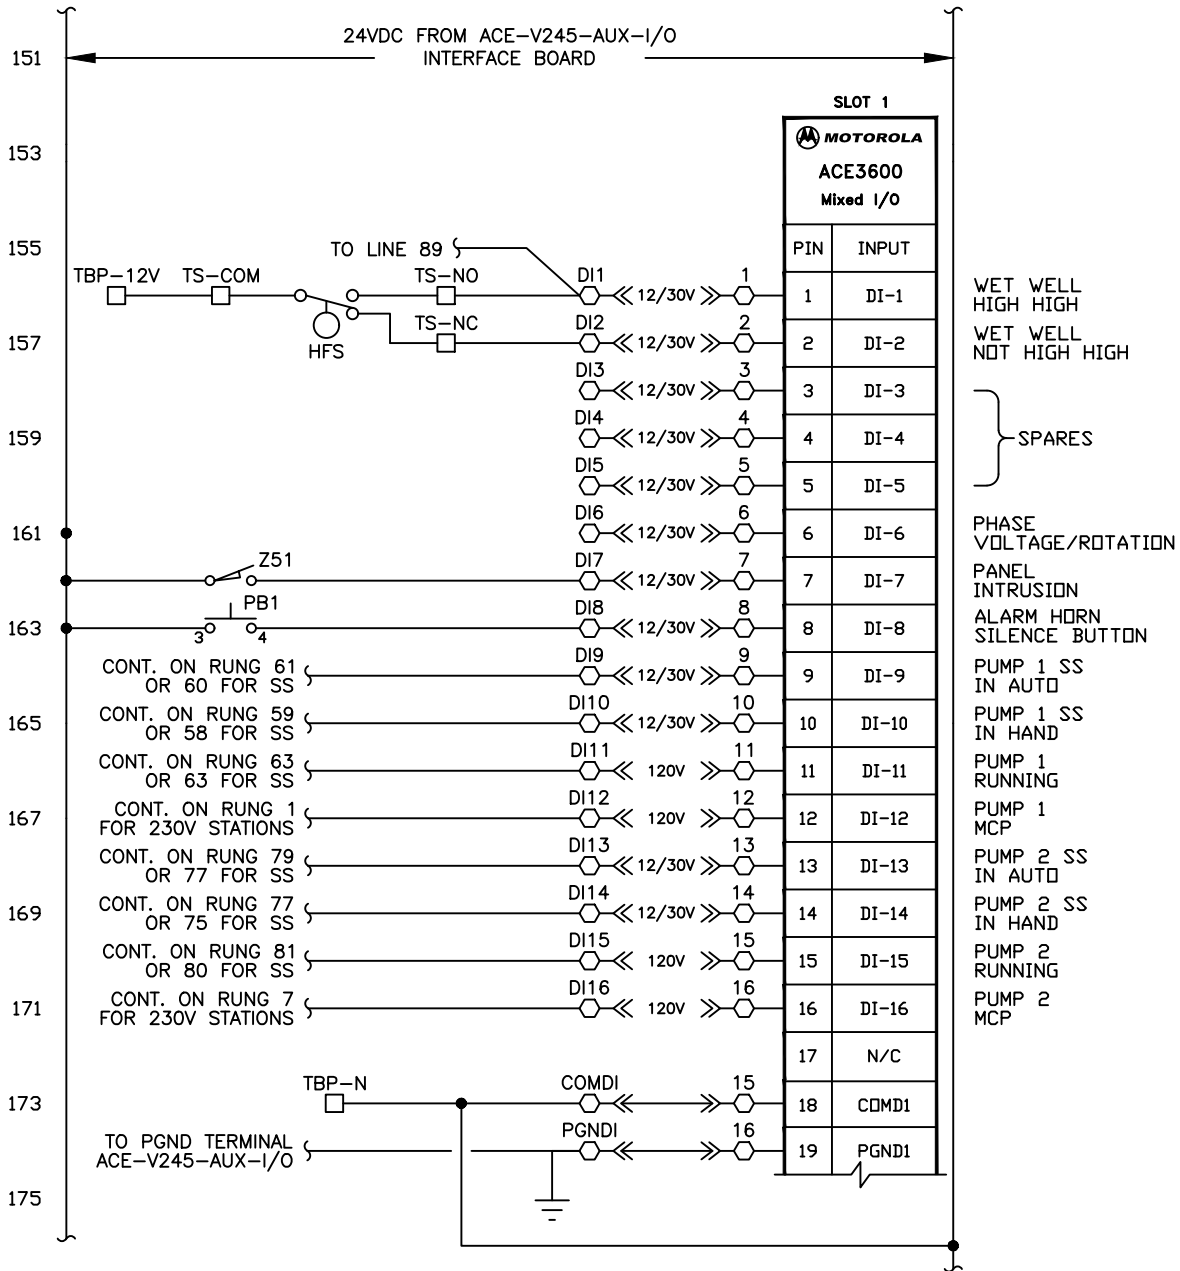 24VDC FROM ACE-V245-AUX-I/O
INTERFACE BOARD
151
SLOT 1
MOTOROLA
153
ACE3600
Mixed I/O
155
TO LINE 89
PIN INPUT
TBP-12V TS-COM TS-NO DI1 12/30V 1 1 DI-1 WET WELL
HIGH HIGH
157 HFS TS-NC DI2 12/30V 2 2 DI-2 WET WELL
NOT HIGH HIGH
DI3 12/30V 3 3 DI-3
159 DI4 12/30V 4 4 DI-4 SPARES
DI5 12/30V 5 5 DI-5
161 DI6 12/30V 6 6 DI-6 PHASE
VOLTAGE/ROTATION
Z51 DI7 12/30V 7 7 DI-7 PANEL
INTRUSION
163 3 PB1 4 DI8 12/30V 8 8 DI-8 ALARM HORN
SILENCE BUTTON
CONT. ON RUNG 61
OR 60 FOR SS DI9 12/30V 9 9 DI-9 PUMP 1 SS
IN AUTO
165 CONT. ON RUNG 59
OR 58 FOR SS DI10 12/30V 10 10 DI-10 PUMP 1 SS
IN HAND
CONT. ON RUNG 63
OR 63 FOR SS DI11 120V 11 11 DI-11 PUMP 1
RUNNING
167 CONT. ON RUNG 1
FOR 230V STATIONS DI12 120V 12 12 DI-12 PUMP 1
MCP
CONT. ON RUNG 79
OR 77 FOR SS DI13 12/30V 13 13 DI-13 PUMP 2 SS
IN AUTO
169 CONT. ON RUNG 77
OR 75 FOR SS DI14 12/30V 14 14 DI-14 PUMP 2 SS
IN HAND
CONT. ON RUNG 81
OR 80 FOR SS DI15 120V 15 15 DI-15 PUMP 2
RUNNING
171 CONT. ON RUNG 7
FOR 230V STATIONS DI16 120V 16 16 DI-16 PUMP 2
MCP
17 N/C
173 TBP-N COMDI 15 18 COMD1
TO PGND TERMINAL
ACE-V245-AUX-I/O PGNDI 16 19 PGND1
175